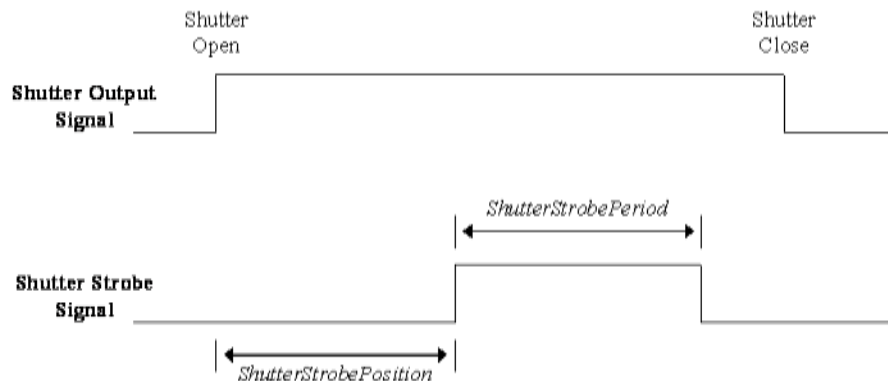 Shutter
Open
Shutter
Close
Shutter Output
Signal
ShutterStrobePeriod
Shutter Strobe
Signal
ShutterStrobePosition